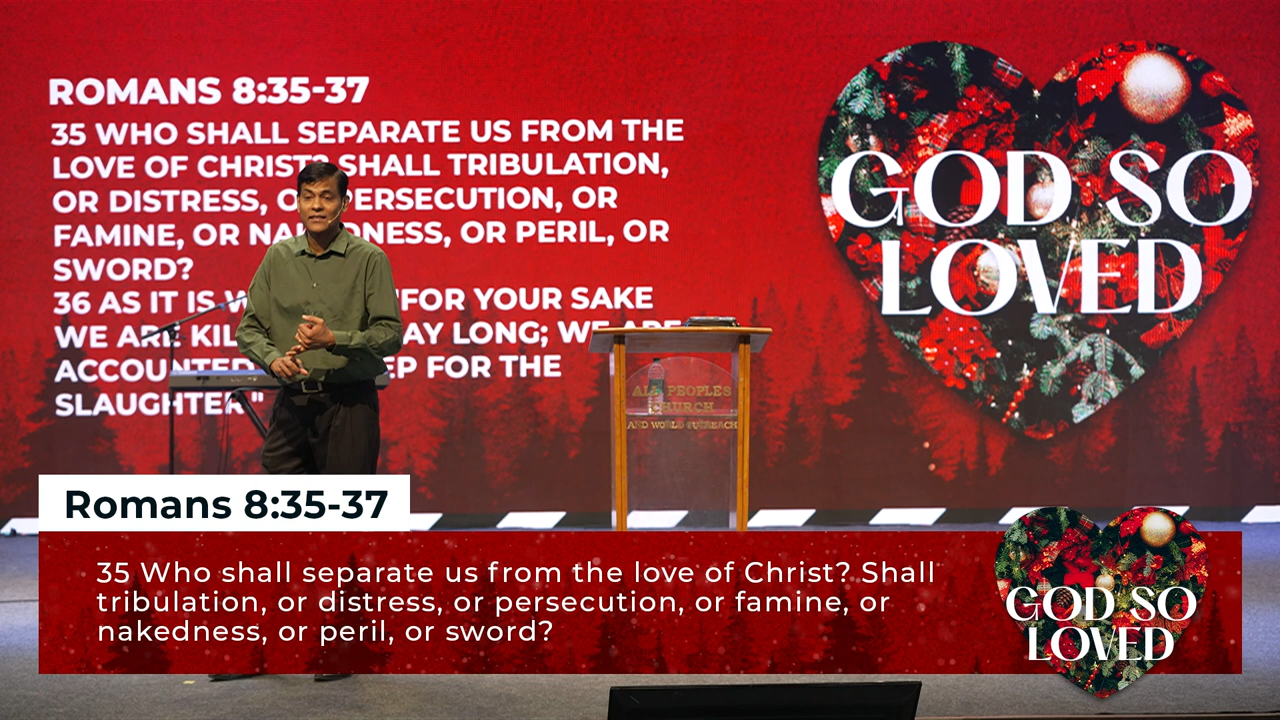 ROMANS 8:35-37
35 WHO SHALL SEPARATE US FROM THE
LOVE OF CHRIST? SHALL TRIBULATION,
OR DISTRESS, OR PERSECUTION, OR
FAMINE, OR NAKEDNESS, OR PERIL, OR
SWORD?
36 AS IT IS "FOR YOUR SAKE
WE ARE KIL AY LONG; WE ARE
ACCOUNTED EP FOR THE
SLAUGHTER"
GOD SO
LOVED
ALL PEOPLES
CHURCH
AND WORLD OUTREACH
Romans 8:35-37
35 Who shall separate us from the love of Christ? Shall
tribulation, or distress, or persecution, or famine, or
nakedness, or peril, or sword?
GOD SO
LOVED